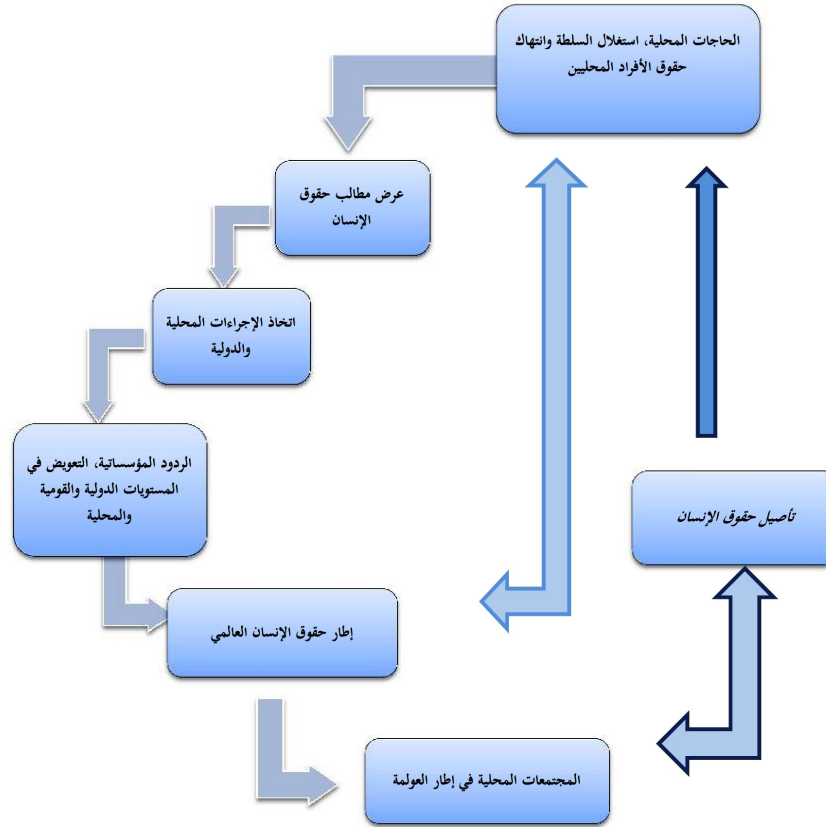 الحاجات المحلية، استغلال السلطة وانتهاك
حقوق الأفراد المحليين
عرض مطالب حقوق
الإنسان
اتخاذ الإجراءات المحلية
والدولية
الردود المؤسساتية، التعويض في
المستويات الدولية والقومية
والمحلية
تأصيل حقوق الإنسان
إطار حقوق الإنسان العالمي
المجتمعات المحلية في إطار العولمة